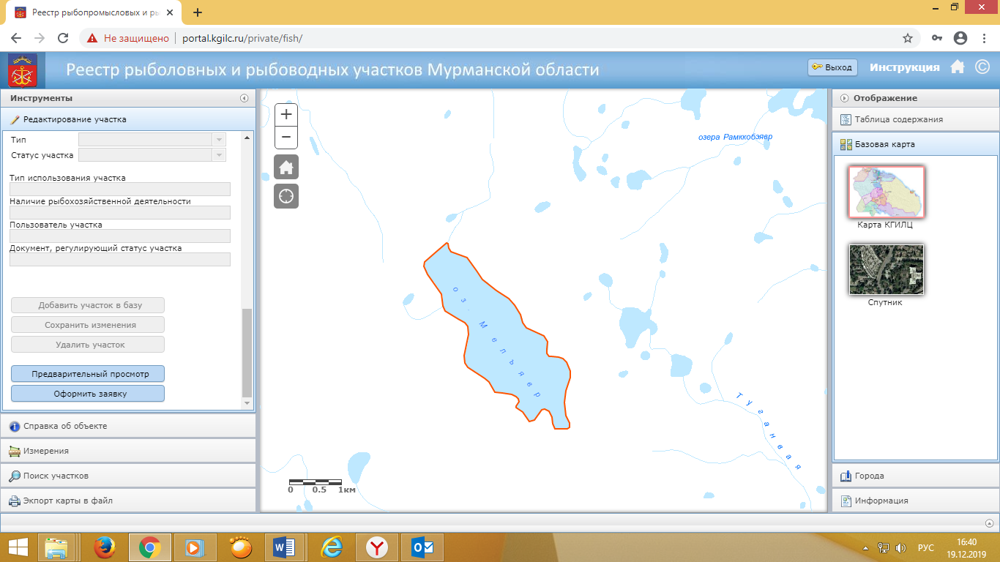 Реестр рыбопромысловых и ры
Не защищено
portal.kgilc.ru/private/fish/
Реестр рыболовных и рыбоводных участков Мурманской области
Выход
Инструкция
Инструменты
Редактирование участка
Тип
Статус участка
Тип использования участка
Наличие рыбохозяйственной деятельности
Пользователь участка
Документ, регулирующий статус участка
Добавить участок в базу
Сохранить изменения
Удалить участок
Предварительный просмотр
Оформить заявку
Справка об объекте
Измерения
Поиск участков
Экспорт карты в файл
+
−
озера Рамккобэявр
оз. Мельявр
Туганвая
0 0.5 1км
Отображение
Таблица содержания
Базовая карта
Карта КГИЛЦ
Спутник
Города
Информация
РУС
16:40
19.12.2019